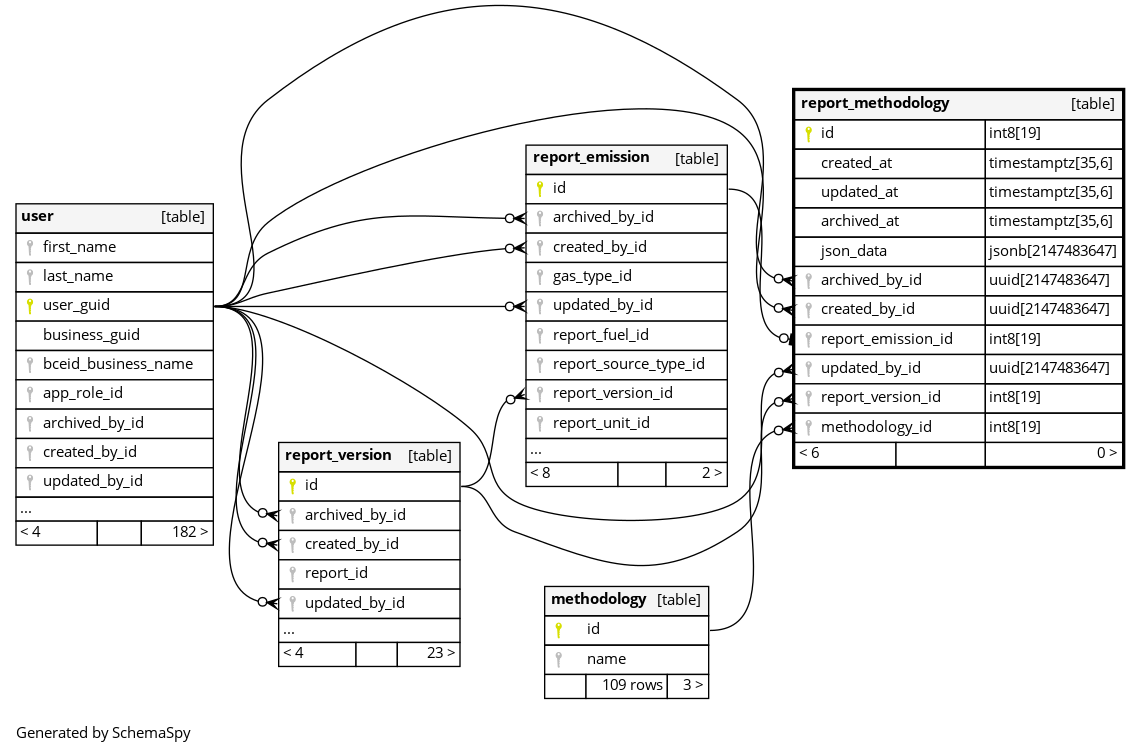 user [table]
first_name
last_name
user_guid
business_guid
bceid_business_name
app_role_id
archived_by_id
created_by_id
updated_by_id
...
< 4 182 >
report_version [table]
id
archived_by_id
created_by_id
report_id
updated_by_id
...
< 4 23 >
report_emission [table]
id
archived_by_id
created_by_id
gas_type_id
updated_by_id
report_fuel_id
report_source_type_id
report_version_id
report_unit_id
...
< 8 2 >
methodology [table]
id
name
109 rows 3 >
report_methodology [table]
id int8[19]
created_at timestamptz[35,6]
updated_at timestamptz[35,6]
archived_at timestamptz[35,6]
json_data jsonb[2147483647]
archived_by_id uuid[2147483647]
created_by_id uuid[2147483647]
report_emission_id int8[19]
updated_by_id uuid[2147483647]
report_version_id int8[19]
methodology_id int8[19]
< 6 0 >
Generated by SchemaSpy